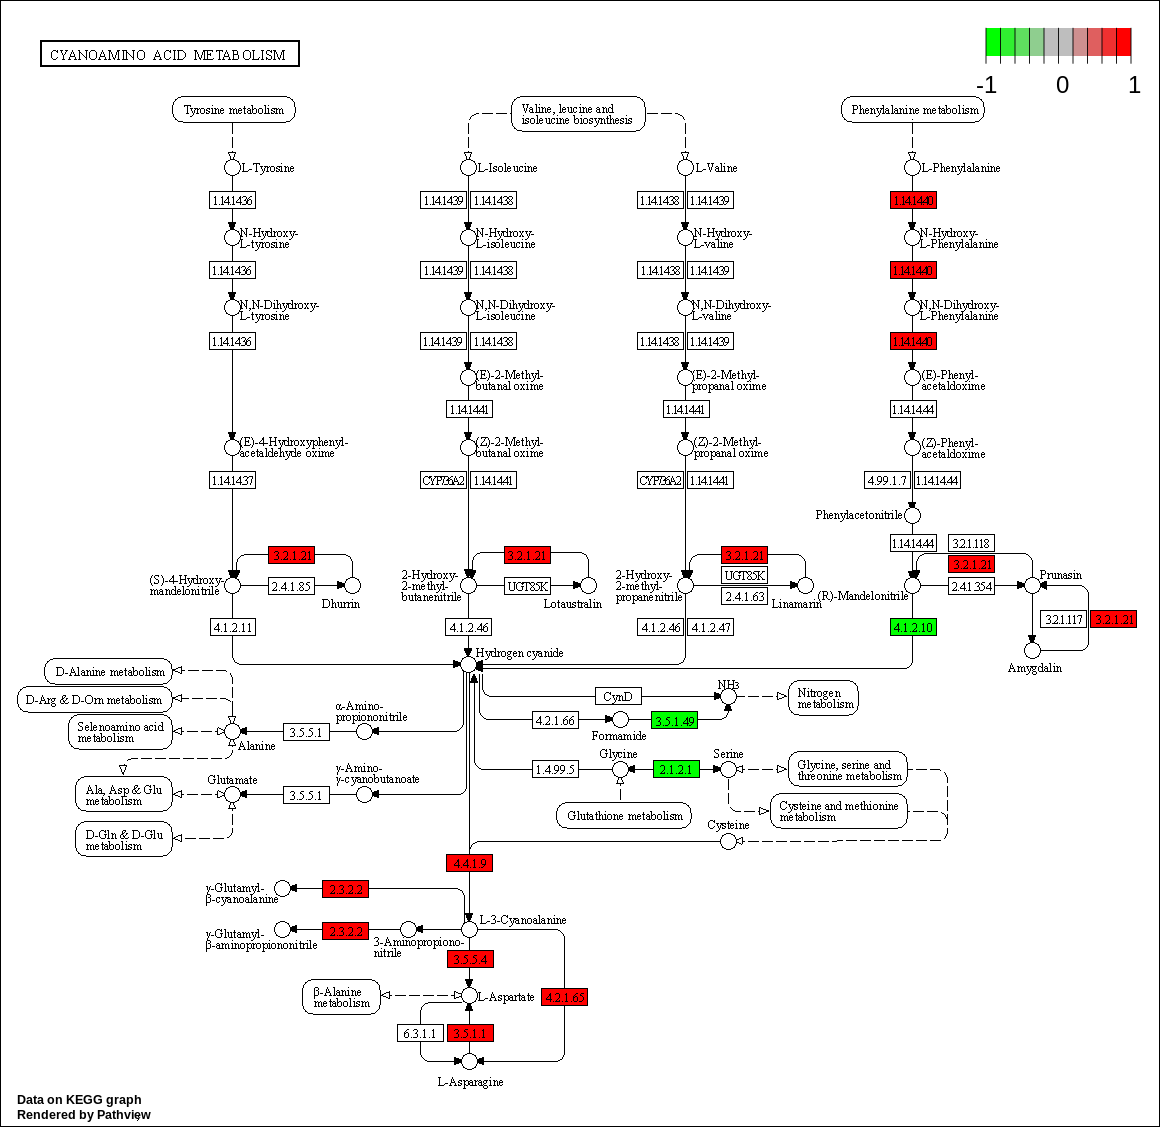 CYANOAMINO ACID METABOLISM
-1 0 1
Tyrosine metabolism
Valine, leucine and
isoleucine biosynthesis
Phenylalanine metabolism
L-Tyrosine
L-Isoleucine
L-Valine
L-Phenylalanine
1.14.14.36
1.14.14.39
1.14.14.38
1.14.14.38
1.14.14.39
1.14.14.40
N-Hydroxy-
L-tyrosine
N-Hydroxy-
L-isoleucine
N-Hydroxy-
L-valine
N-Hydroxy-
L-Phenylalanine
1.14.14.36
1.14.14.39
1.14.14.38
1.14.14.38
1.14.14.39
1.14.14.40
N,N-Dihydroxy-
L-tyrosine
N,N-Dihydroxy-
L-isoleucine
N,N-Dihydroxy-
L-valine
N,N-Dihydroxy-
L-Phenylalanine
1.14.14.36
1.14.14.39
1.14.14.38
1.14.14.38
1.14.14.39
1.14.14.40
(E)-2-Methyl-
butanal oxime
(E)-2-Methyl-
propanal oxime
(E)-Phenyl-
acetaldoxime
1.14.14.41
1.14.14.41
1.14.14.44
(E)-4-Hydroxyphenyl-
acetaldehyde oxime
(Z)-2-Methyl-
butanal oxime
(Z)-2-Methyl-
propanal oxime
(Z)-Phenyl-
acetaldoxime
1.14.14.37
CYP736A2
1.14.14.41
CYP736A2
1.14.14.41
4.99.1.7
1.14.14.44
Phenylacetonitrile
1.14.14.44
3.2.1.118
3.2.1.21
3.2.1.21
3.2.1.21
3.2.1.21
(S)-4-Hydroxy-
mandelonitrile
2.4.1.85
Dhurrin
2-Hydroxy-
2-methyl-
butanenitrile
UGT85K
Lotaustralin
2-Hydroxy-
2-methyl-
propanenitrile
UGT85K
2.4.1.63
Linamarin
(R)-Mandelonitrile
2.4.1.354
Prunasin
3.2.1.117
3.2.1.21
4.1.2.11
4.1.2.46
4.1.2.46
4.1.2.47
4.1.2.10
Hydrogen cyanide
Amygdalin
D-Alanine metabolism
D-Arg & D-Orn metabolism
Selenoamino acid
metabolism
Alanine
3.5.5.1
α-Amino-
propiononitrile
CynD
NH3
Nitrogen
metabolism
4.2.1.66
Formamide
3.5.1.49
Glycine
Serine
1.4.99.5
2.1.2.1
Glycine, serine and
threonine metabolism
Glutamate
3.5.5.1
γ-Amino-
γ-cyanobutanoate
Ala, Asp & Glu
metabolism
Glutathione metabolism
Cysteine and methionine
metabolism
Cysteine
D-Gln & D-Glu
metabolism
4.4.1.9
γ-Glutamyl-
β-cyanoalanine
2.3.2.2
L-3-Cyanoalanine
γ-Glutamyl-
β-aminopropiononitrile
2.3.2.2
3-Aminopropiono-
nitrile
3.5.5.4
β-Alanine
metabolism
L-Aspartate
4.2.1.65
6.3.1.1
3.5.1.1
L-Asparagine
Data on KEGG graph
Rendered by Pathview